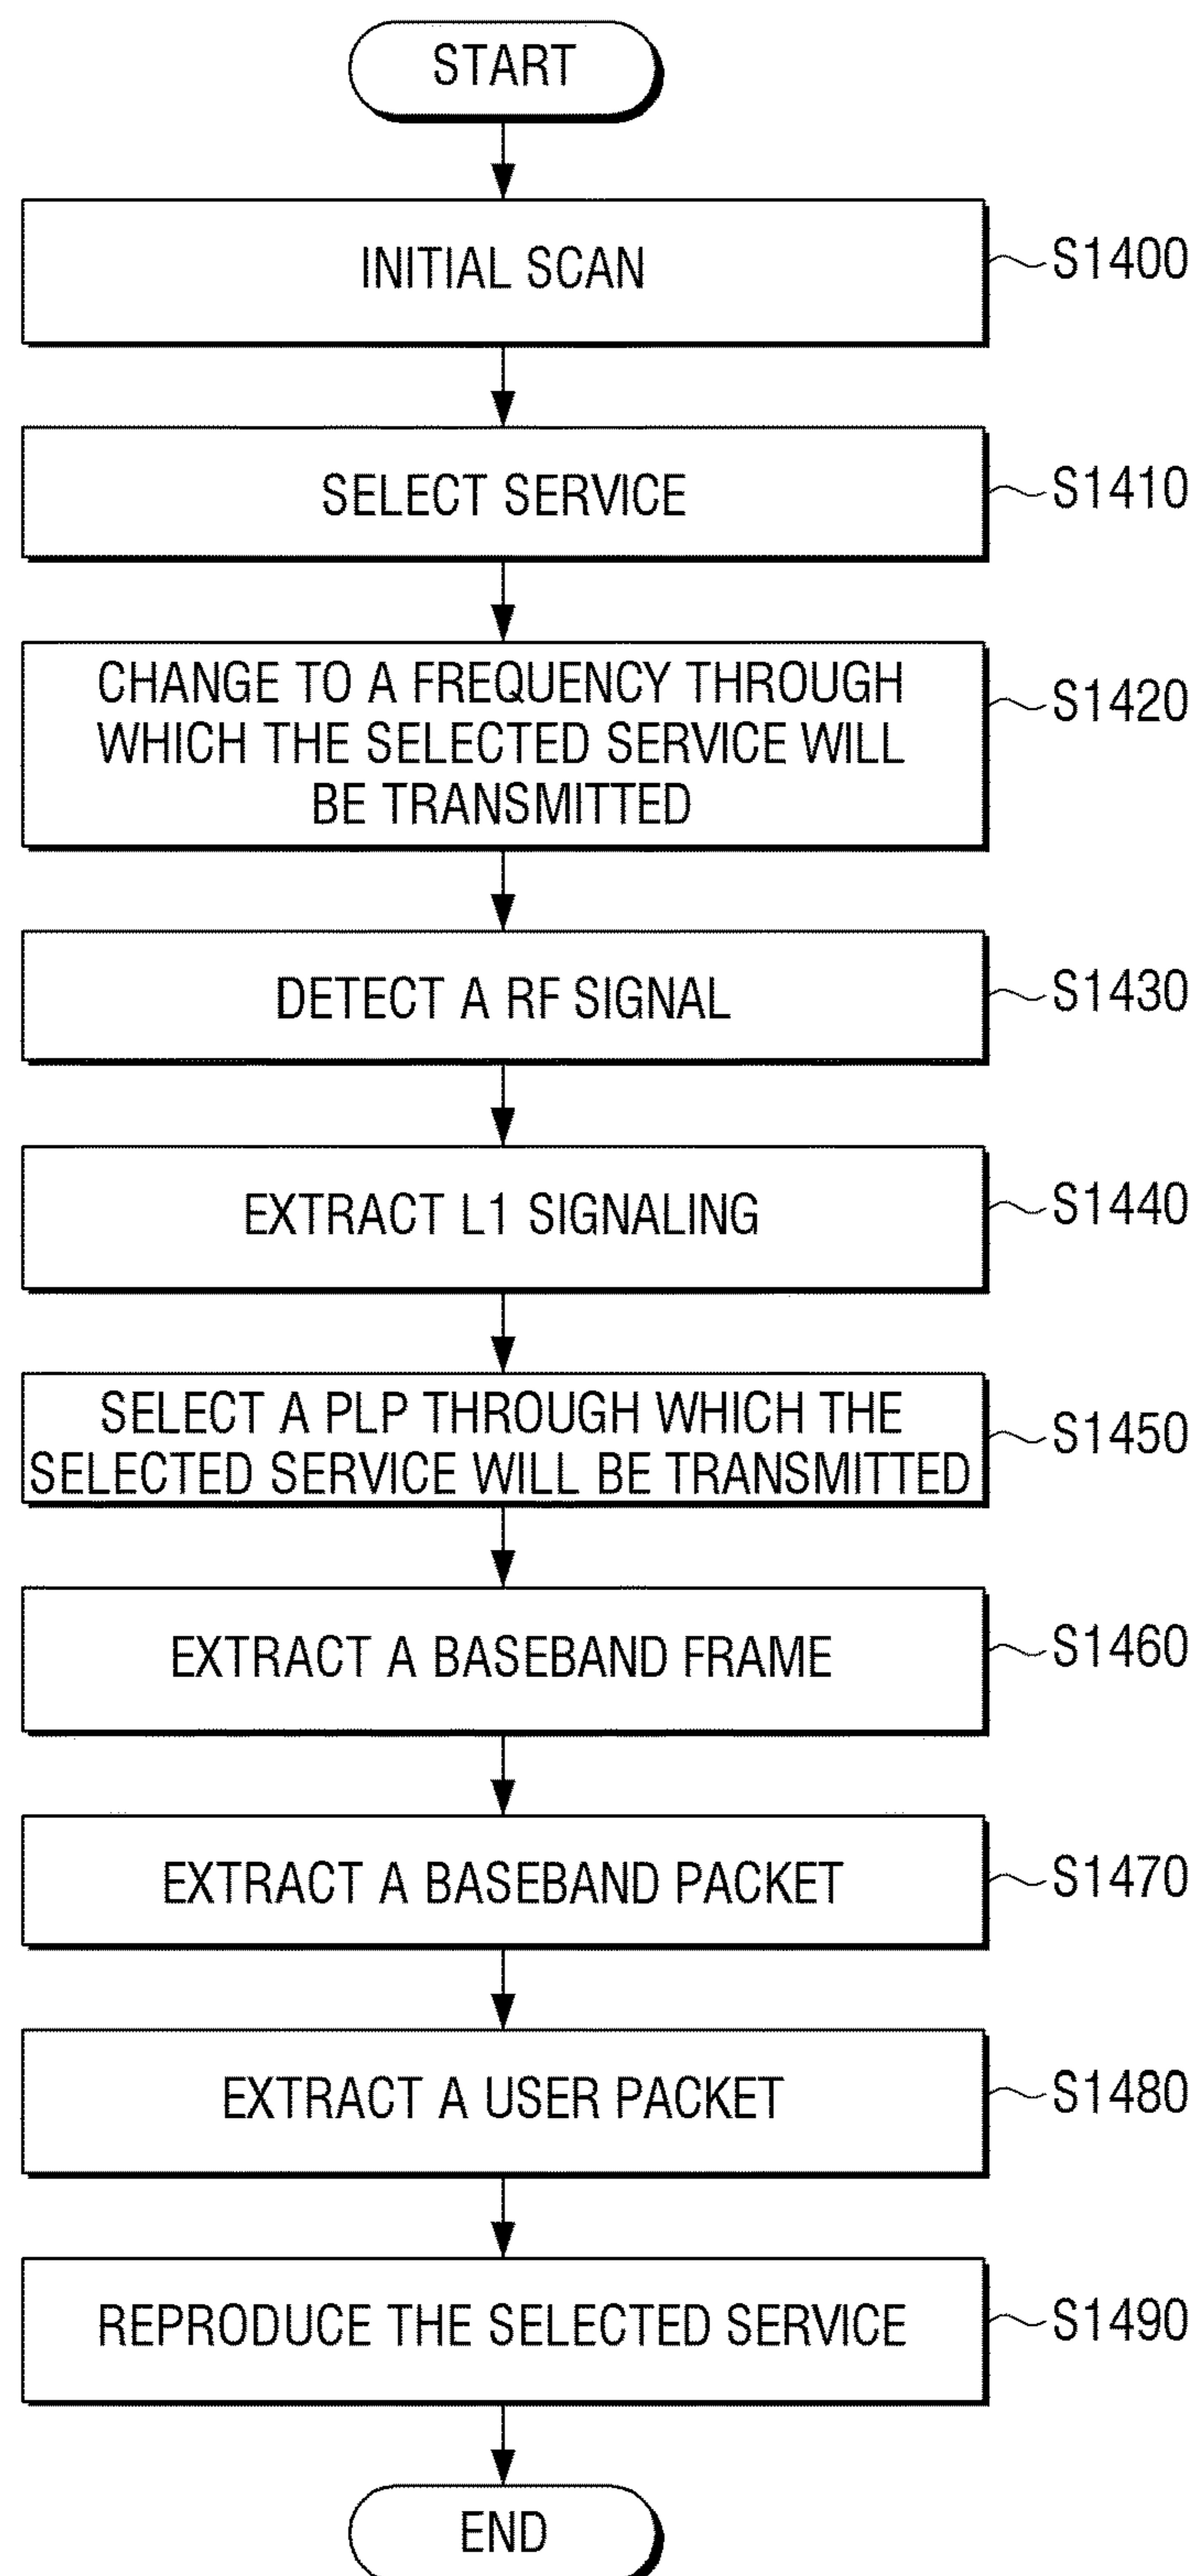 START
INITIAL SCAN
S1400
SELECT SERVICE
S1410
CHANGE TO A FREQUENCY THROUGH
WHICH THE SELECTED SERVICE WILL
BE TRANSMITTED
S1420
DETECT A RF SIGNAL
S1430
EXTRACT L1 SIGNALING
S1440
SELECT A PLP THROUGH WHICH THE
SELECTED SERVICE WILL BE TRANSMITTED
S1450
EXTRACT A BASEBAND FRAME
S1460
EXTRACT A BASEBAND PACKET
S1470
EXTRACT A USER PACKET
S1480
REPRODUCE THE SELECTED SERVICE
S1490
END